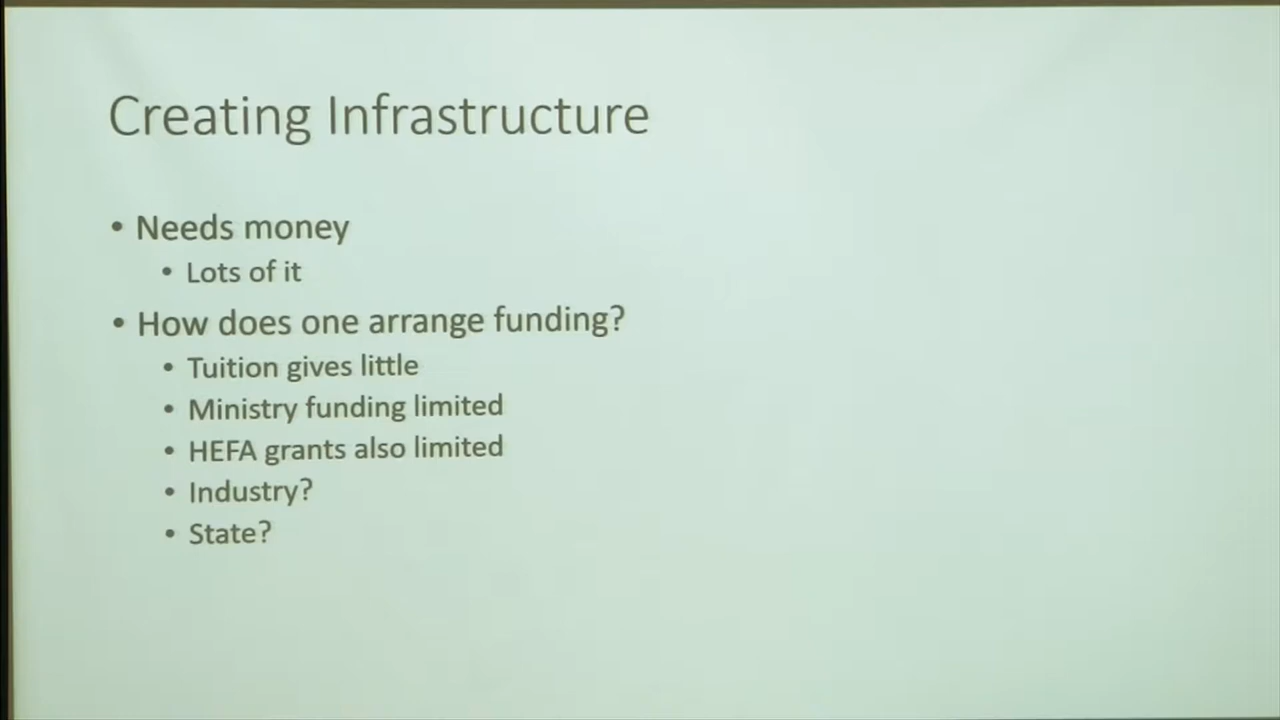 Creating Infrastructure
• Needs money
• Lots of it
• How does one arrange funding?
• Tuition gives little
• Ministry funding limited
• HEFA grants also limited
• Industry?
• State?